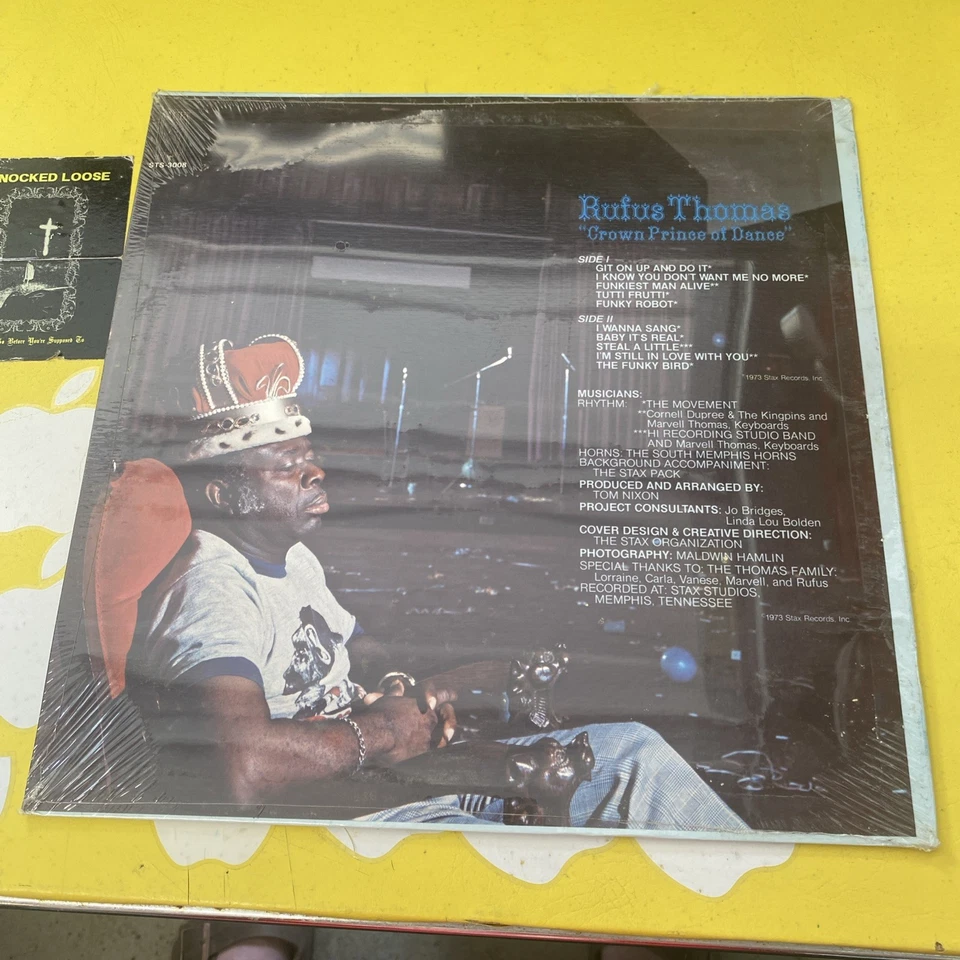 NOCKED LOOSE
So Before You're Supposed To
STS-3008
Rufus Thomas
"Crown Prince of Dance"
SIDE I
GIT ON UP AND DO IT*
I KNOW YOU DON'T WANT ME NO MORE*
FUNKIEST MAN ALIVE**
TUTTI FRUTTI*
FUNKY ROBOT*
SIDE II
I WANNA SANG*
BABY IT'S REAL*
STEAL A LITTLE***
I'M STILL IN LOVE WITH YOU**
THE FUNKY BIRD*
©1973 Stax Records, Inc.
MUSICIANS:
RHYTHM: *THE MOVEMENT
**Cornell Dupree & The Kingpins and
Marvell Thomas, Keyboards
***HI RECORDING STUDIO BAND
AND Marvell Thomas, Keyboards
HORNS: THE SOUTH MEMPHIS HORNS
BACKGROUND ACCOMPANIMENT:
THE STAX PACK
PRODUCED AND ARRANGED BY:
TOM NIXON
PROJECT CONSULTANTS: Jo Bridges,
Linda Lou Bolden
COVER DESIGN & CREATIVE DIRECTION:
THE STAX ORGANIZATION
PHOTOGRAPHY: MALDWIN HAMLIN
SPECIAL THANKS TO: THE THOMAS FAMILY:
Lorraine, Carla, Vanese, Marvell, and Rufus
RECORDED AT: STAX STUDIOS,
MEMPHIS, TENNESSEE
©1973 Stax Records, Inc